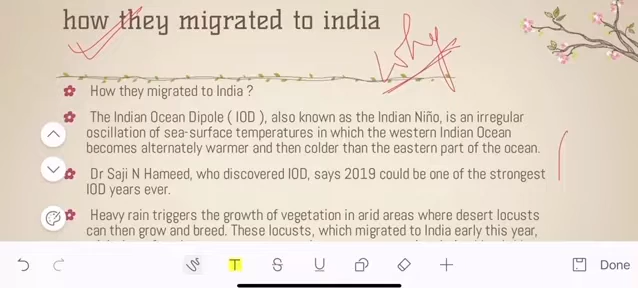 how they migrated to india
why
How they migrated to India ?
The Indian Ocean Dipole ( IOD ), also known as the Indian Niño, is an irregular
oscillation of sea-surface temperatures in which the western Indian Ocean
becomes alternately warmer and then colder than the eastern part of the ocean.
Dr Saji N Hameed, who discovered IOD, says 2019 could be one of the strongest
IOD years ever.
Heavy rain triggers the growth of vegetation in arid areas where desert locusts
can then grow and breed. These locusts, which migrated to India early this year,
T S U Done